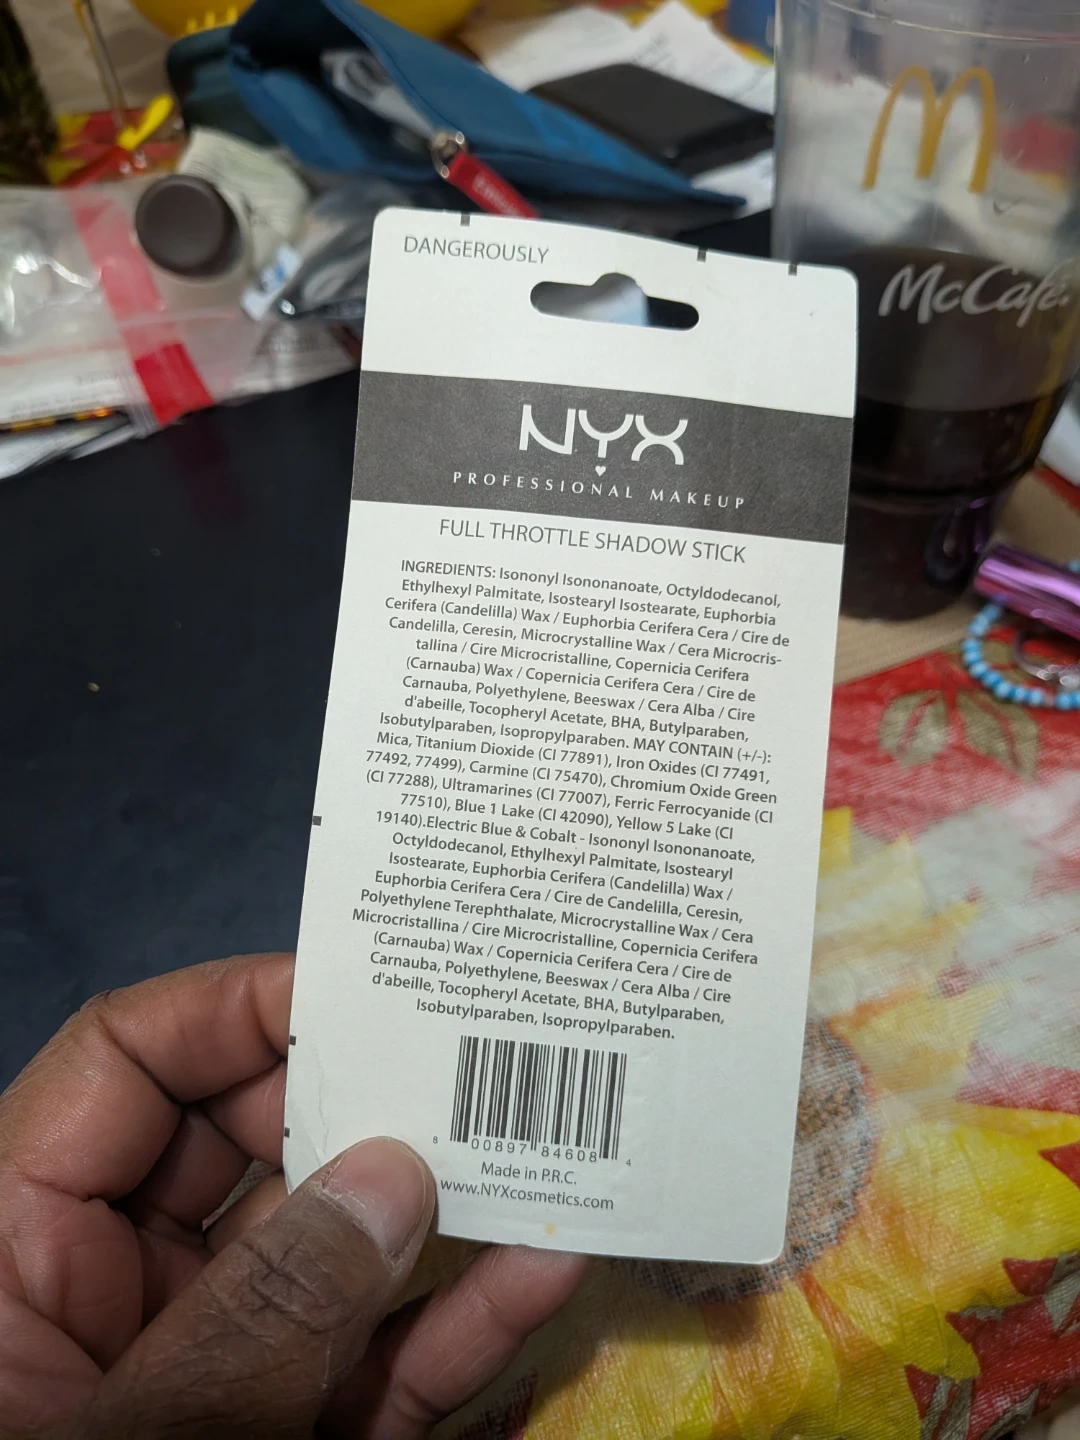 DANGEROUSLY
NYX
PROFESSIONAL MAKEUP
FULL THROTTLE SHADOW STICK
INGREDIENTS: Isononyl Isononanoate, Octyldodecanol,
Ethylhexyl Palmitate, Isostearyl Isostearate, Euphorbia
Cerifera (Candelilla) Wax / Euphorbia Cerifera Cera / Cire de
Candelilla, Ceresin, Microcrystalline Wax / Cera Microcris-
tallina / Cire Microcristalline, Copernicia Cerifera
(Carnauba) Wax / Copernicia Cerifera Cera / Cire de
Carnauba, Polyethylene, Beeswax / Cera Alba / Cire
d'abeille, Tocopheryl Acetate, BHA, Butylparaben,
Isobutylparaben, Isopropylparaben. MAY CONTAIN (+/-):
Mica, Titanium Dioxide (CI 77891), Iron Oxides (CI 77491,
77492, 77499), Carmine (CI 75470), Chromium Oxide Green
(CI 77288), Ultramarines (CI 77007), Ferric Ferrocyanide (CI
77510), Blue 1 Lake (CI 42090), Yellow 5 Lake (CI
19140).Electric Blue & Cobalt - Isononyl Isononanoate,
Octyldodecanol, Ethylhexyl Palmitate, Isostearyl
Isostearate, Euphorbia Cerifera (Candelilla) Wax /
Euphorbia Cerifera Cera / Cire de Candelilla, Ceresin,
Polyethylene Terephthalate, Microcrystalline Wax / Cera
Microcristallina / Cire Microcristalline, Copernicia Cerifera
(Carnauba) Wax / Copernicia Cerifera Cera / Cire de
Carnauba, Polyethylene, Beeswax / Cera Alba / Cire
d'abeille, Tocopheryl Acetate, BHA, Butylparaben,
Isobutylparaben, Isopropylparaben.
8 00897 84608 4
Made in P.R.C.
www.NYXcosmetics.com
M
McCafé.